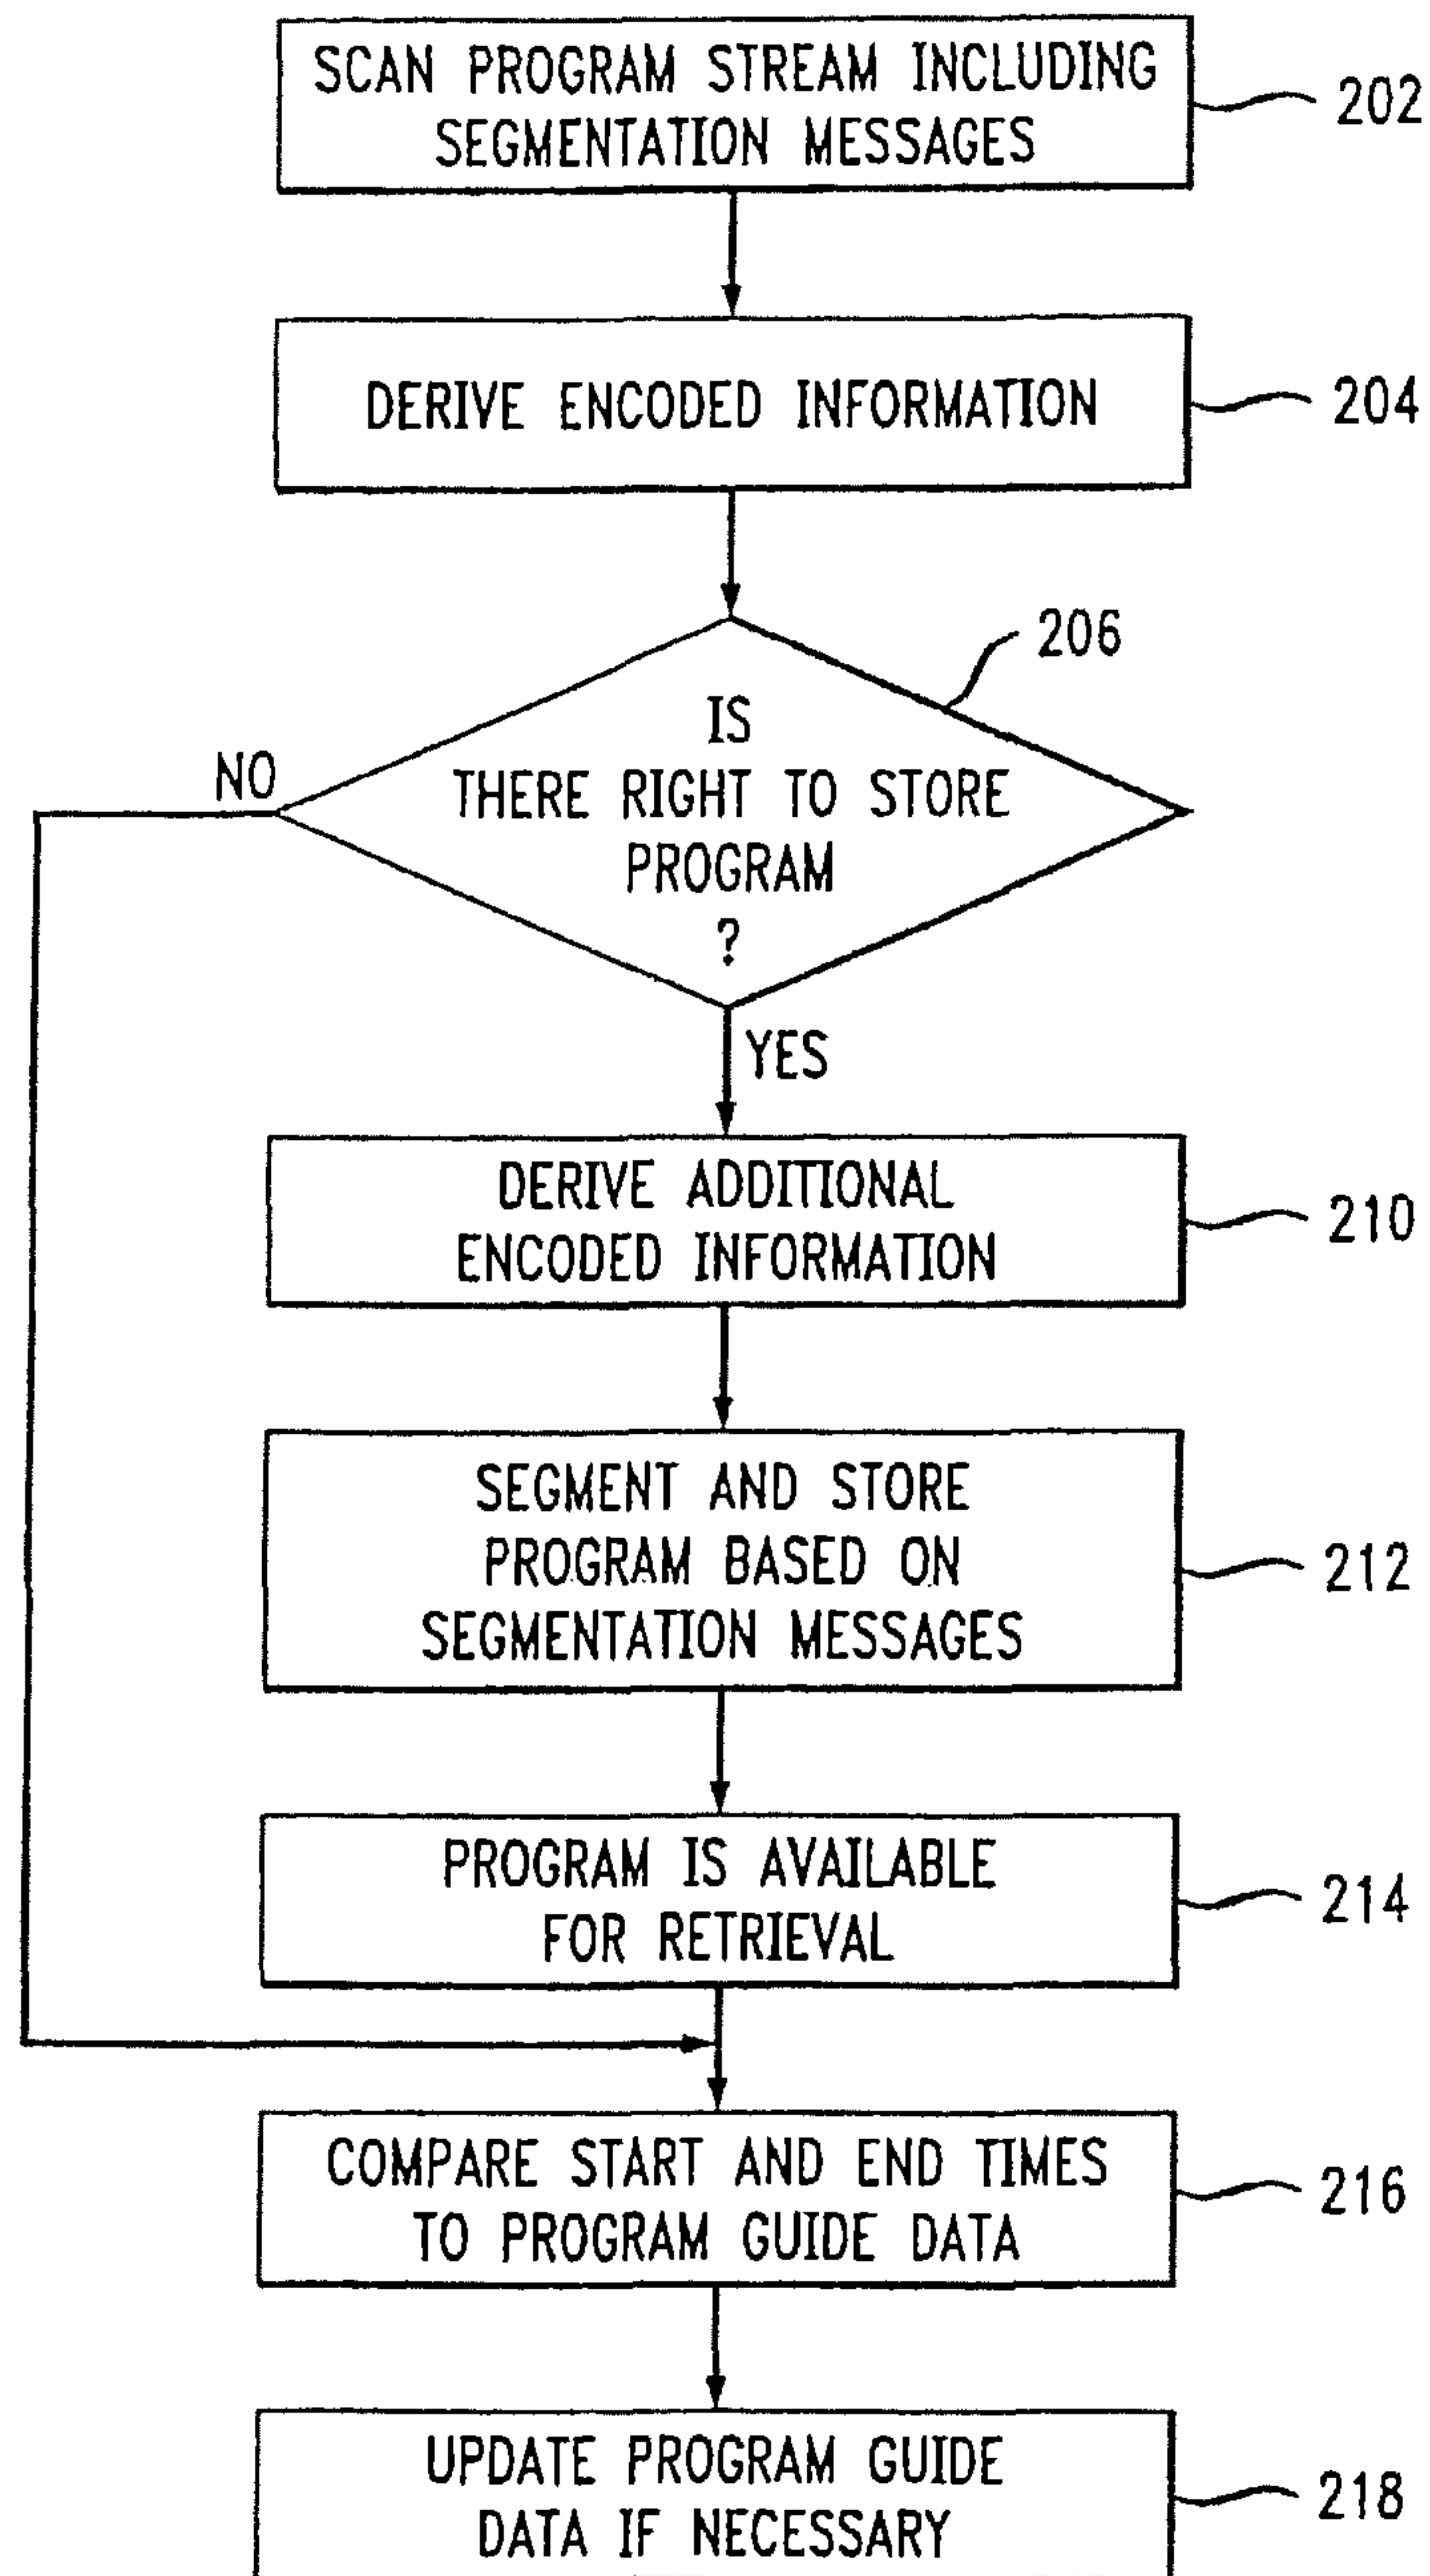 SCAN PROGRAM STREAM INCLUDING
SEGMENTATION MESSAGES
202
DERIVE ENCODED INFORMATION
204
206
IS
THERE RIGHT TO STORE
PROGRAM
?
NO
YES
DERIVE ADDITIONAL
ENCODED INFORMATION
210
SEGMENT AND STORE
PROGRAM BASED ON
SEGMENTATION MESSAGES
212
PROGRAM IS AVAILABLE
FOR RETRIEVAL
214
COMPARE START AND END TIMES
TO PROGRAM GUIDE DATA
216
UPDATE PROGRAM GUIDE
DATA IF NECESSARY
218